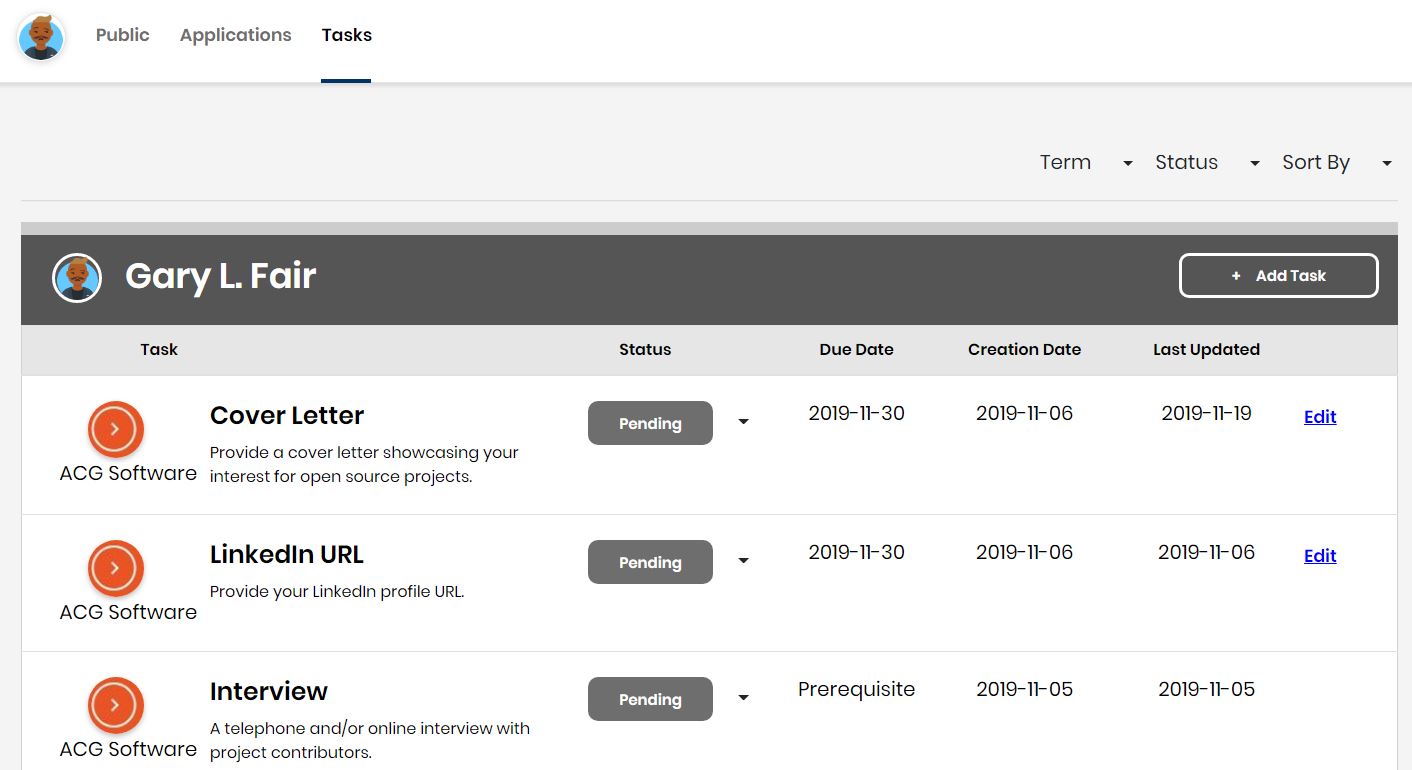 Public Applications Tasks
Term Status Sort By
Gary L. Fair + Add Task
Task Status Due Date Creation Date Last Updated
Cover Letter Pending 2019-11-30 2019-11-06 2019-11-19 Edit
Provide a cover letter showcasing your
ACG Software interest for open source projects.
LinkedIn URL Pending 2019-11-30 2019-11-06 2019-11-06 Edit
Provide your LinkedIn profile URL.
ACG Software
Interview Pending Prerequisite 2019-11-05 2019-11-05
A telephone and/or online interview with
ACG Software project contributors.